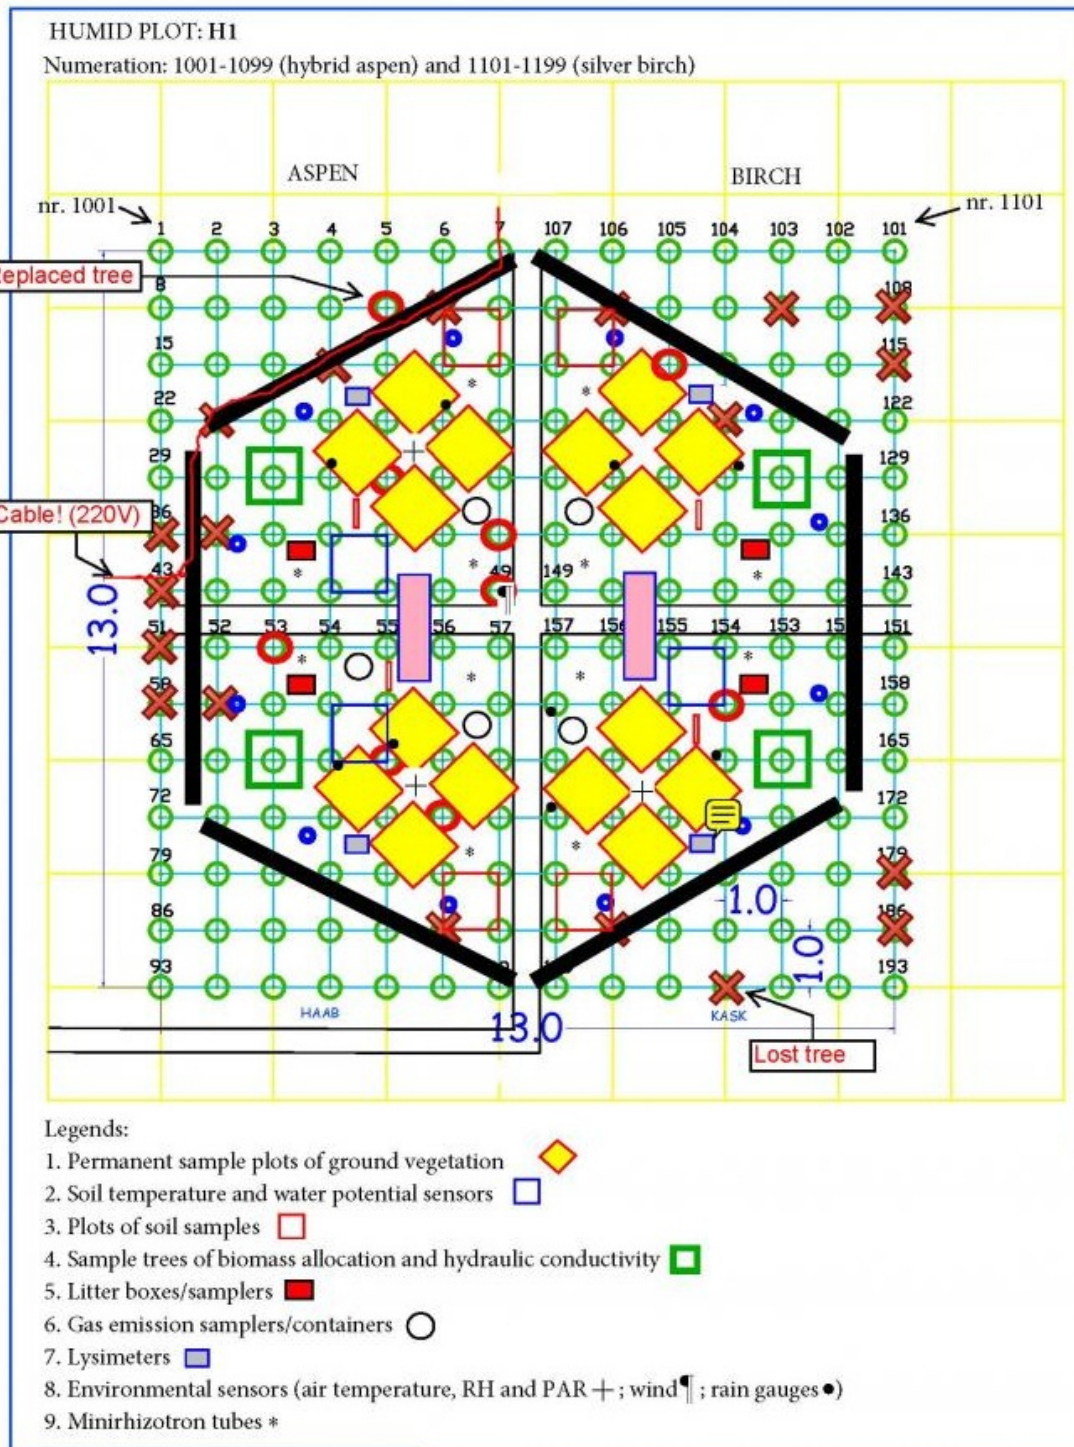 HUMID PLOT: H1
Numeration: 1001-1099 (hybrid aspen) and 1101-1199 (silver birch)
ASPEN BIRCH
nr. 1001 nr. 1101
1 2 3 4 5 6 7 107 106 105 104 103 102 101
Replaced tree
8 108
15 115
22 122
29 129
Cable! (220V)
36 136
43 49 149 143
13.0
51 52 53 54 55 56 57 157 156 155 154 153 152 151
58 158
65 165
72 172
79 179
1.0
86 186
1.0
93 193
HAAB KASK
13.0
Lost tree
Legends:
1. Permanent sample plots of ground vegetation
2. Soil temperature and water potential sensors
3. Plots of soil samples
4. Sample trees of biomass allocation and hydraulic conductivity
5. Litter boxes/samplers
6. Gas emission samplers/containers
7. Lysimeters
8. Environmental sensors (air temperature, RH and PAR + ; wind ¶ ; rain gauges ●)
9. Minirhizotron tubes *